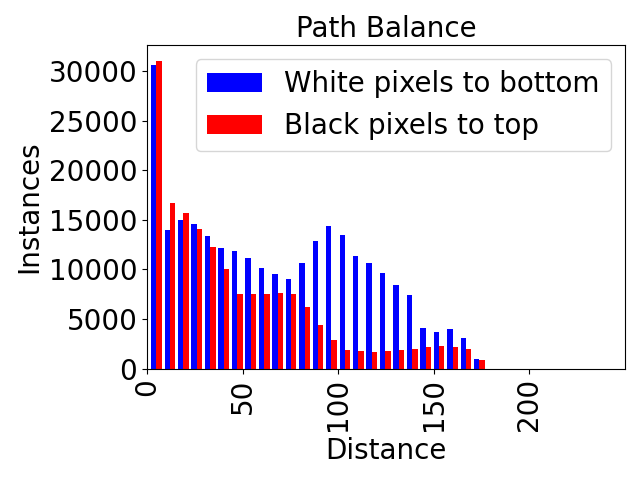 Path Balance
White pixels to bottom
Black pixels to top
Instances
30000
25000
20000
15000
10000
5000
0
0
50
100
150
200
Distance